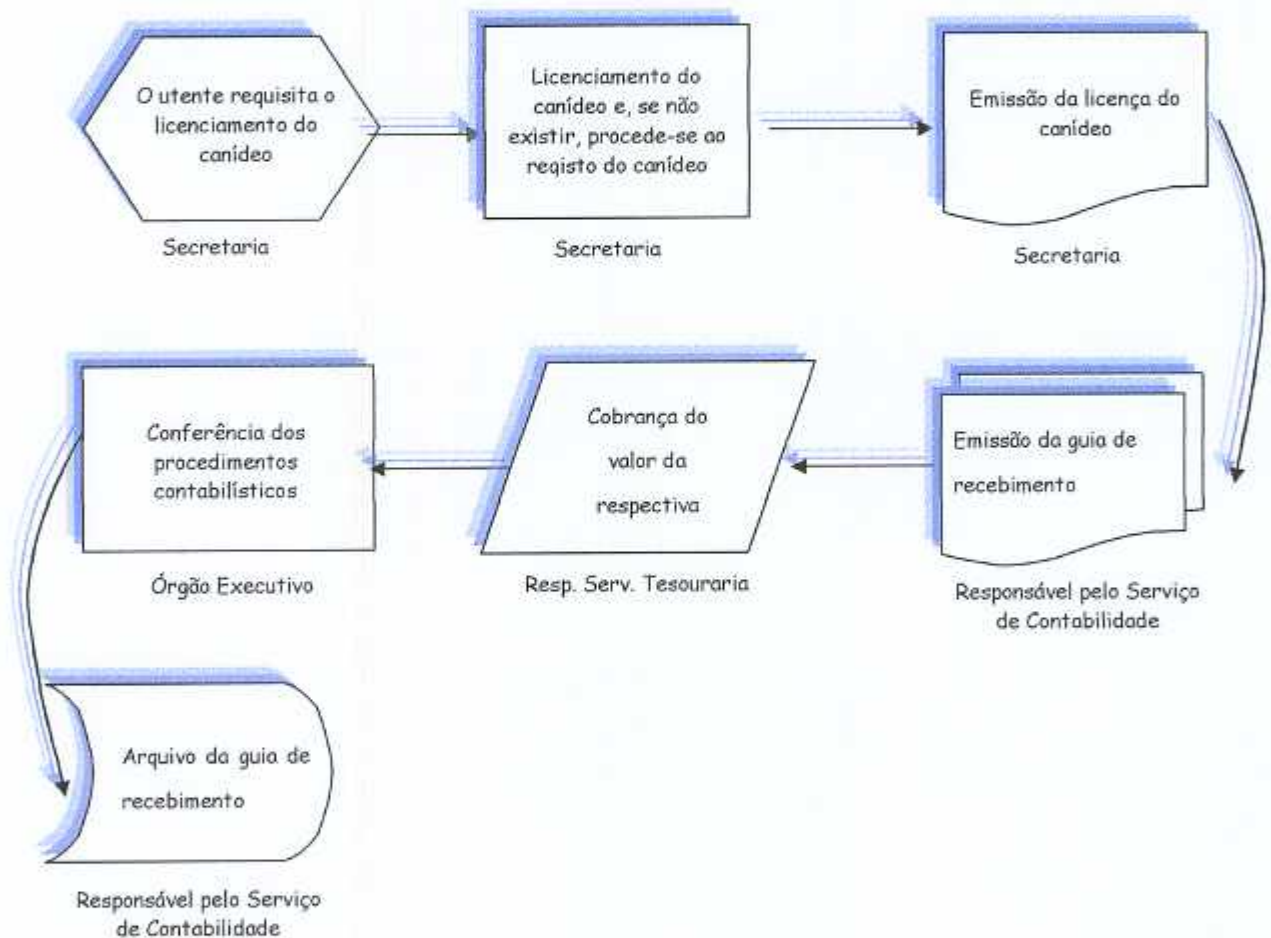 O utente requisita o
licenciamento do
canídeo
Secretaria
Licenciamento do
canídeo e, se não
existir, procede-se ao
registo do canídeo
Secretaria
Emissão da licença do
canídeo
Secretaria
Emissão da guia de
recebimento
Responsável pelo Serviço
de Contabilidade
Cobrança do
valor da
respectiva
Resp. Serv. Tesouraria
Conferência dos
procedimentos
contabilísticos
Órgão Executivo
Arquivo da guia de
recebimento
Responsável pelo Serviço
de Contabilidade